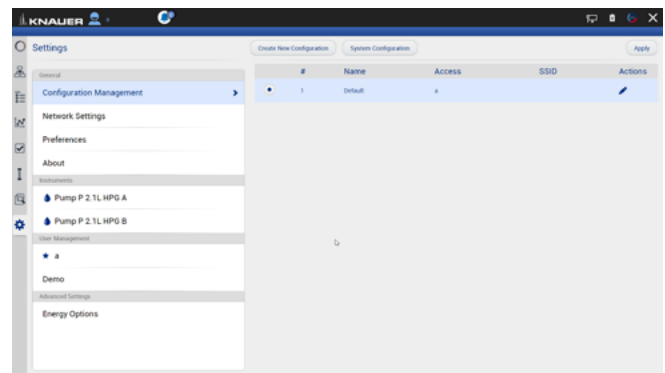 KNAUER
Settings
Create New Configuration
System Configuration
Apply
General
Configuration Management
Network Settings
Preferences
About
Instruments
Pump P 2.1L HPG A
Pump P 2.1L HPG B
User Management
a
Demo
Advanced Settings
Energy Options
# Name Access SSID Actions
1 Default a